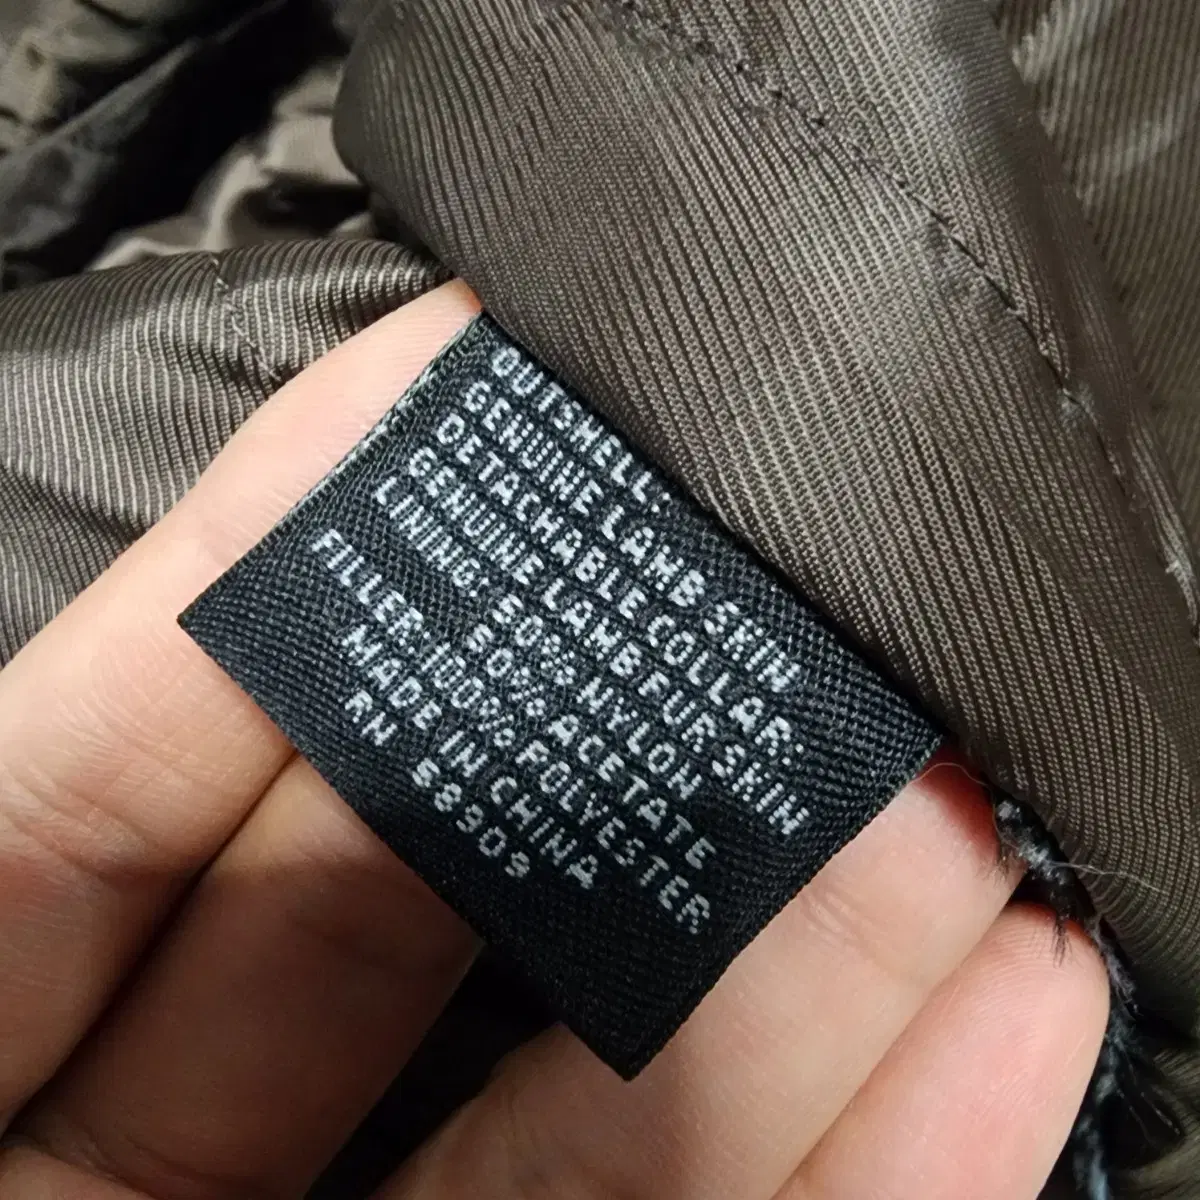 OUTSHELL:
GENUINE LAMB SKIN
DETACHABLE COLLAR:
GENUINE LAMB FUR SKIN
LINING: 50% NYLON
50% ACETATE
FILLER: 100% POLYESTER
MADE IN CHINA
RN 58909